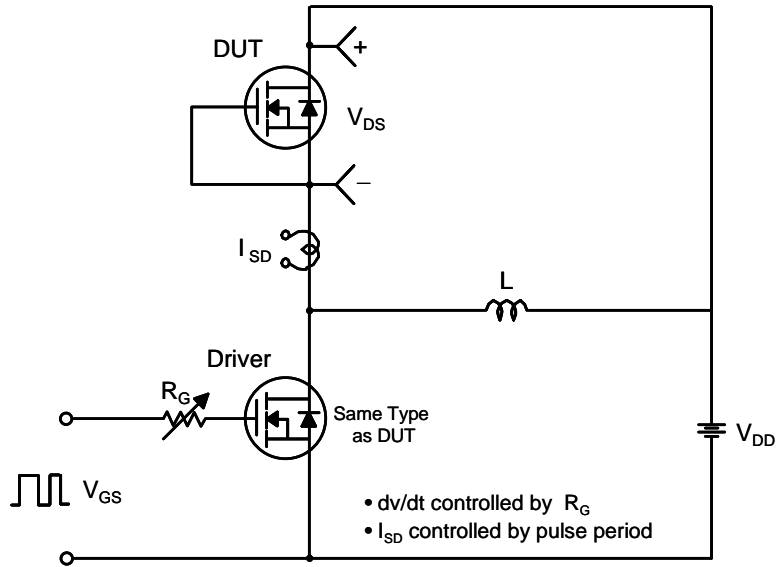 DUT
+
V_DS
–
I_SD
L
Driver
R_G
Same Type
as DUT
V_DD
V_GS
• dv/dt controlled by R_G
• I_SD controlled by pulse period